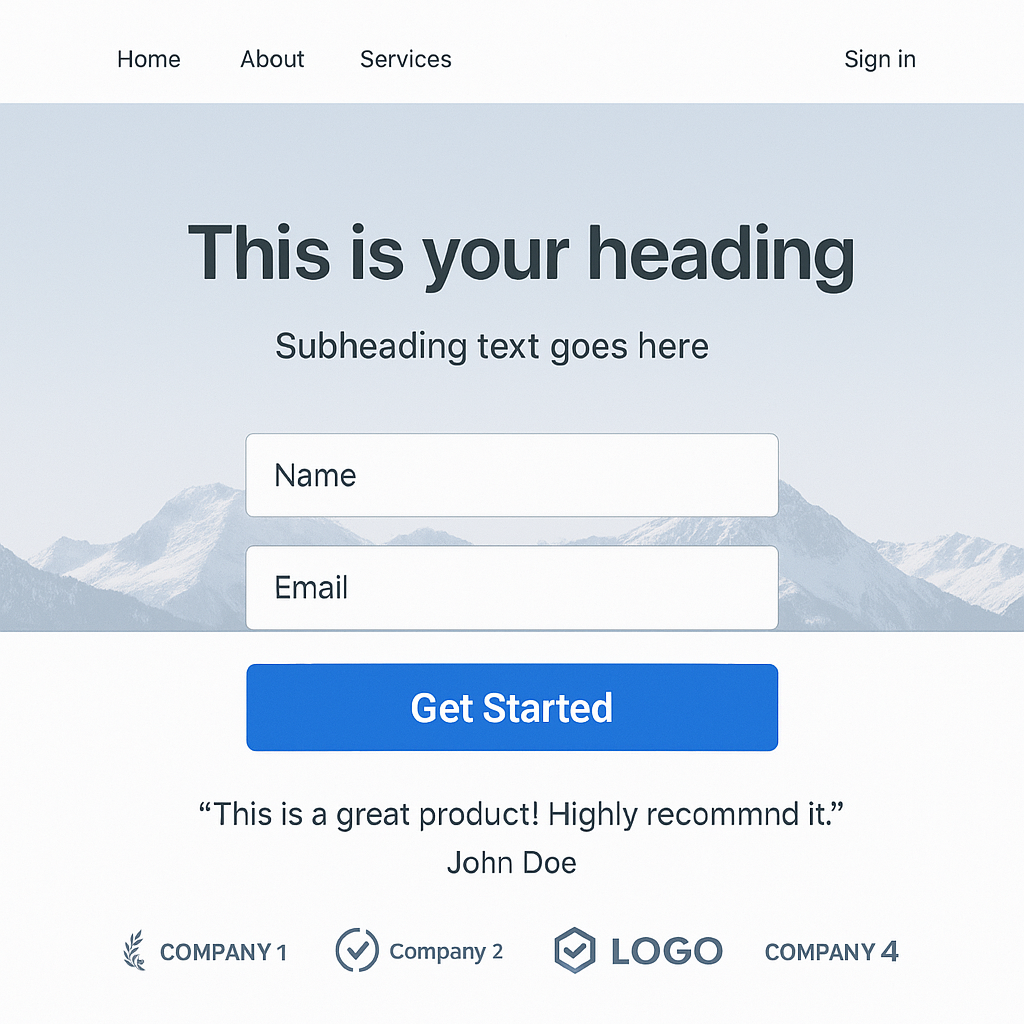 Home About Services Sign in
This is your heading
Subheading text goes here
Name
Email
Get Started
“This is a great product! Highly recommnd it.”
John Doe
COMPANY 1 Company 2 LOGO COMPANY 4